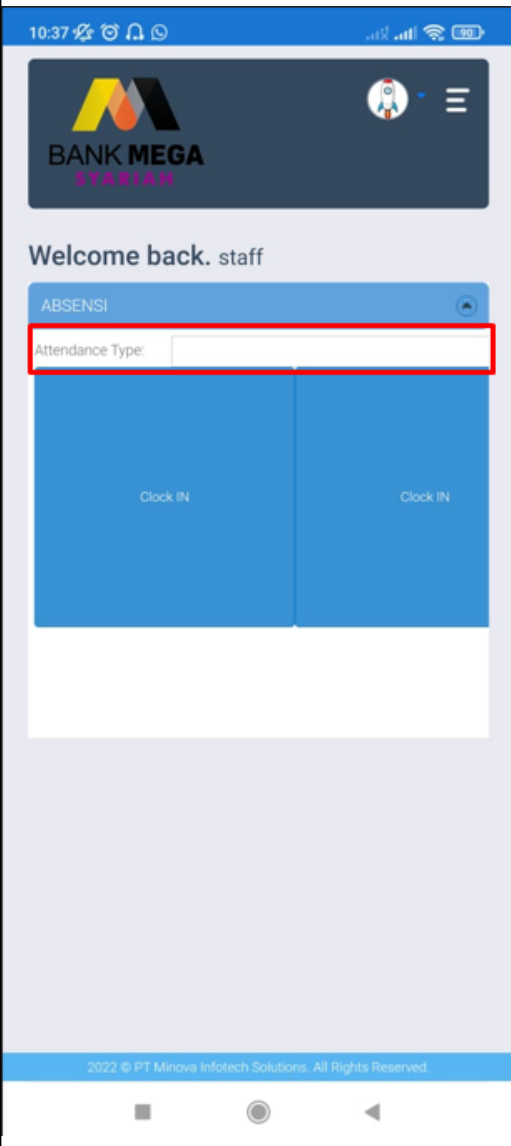 10:37
90
BANK MEGA
SYARIAH
Welcome back. staff
ABSENSI
Attendance Type:
Clock IN
Clock IN
2022 © PT Minova Infotech Solutions. All Rights Reserved.